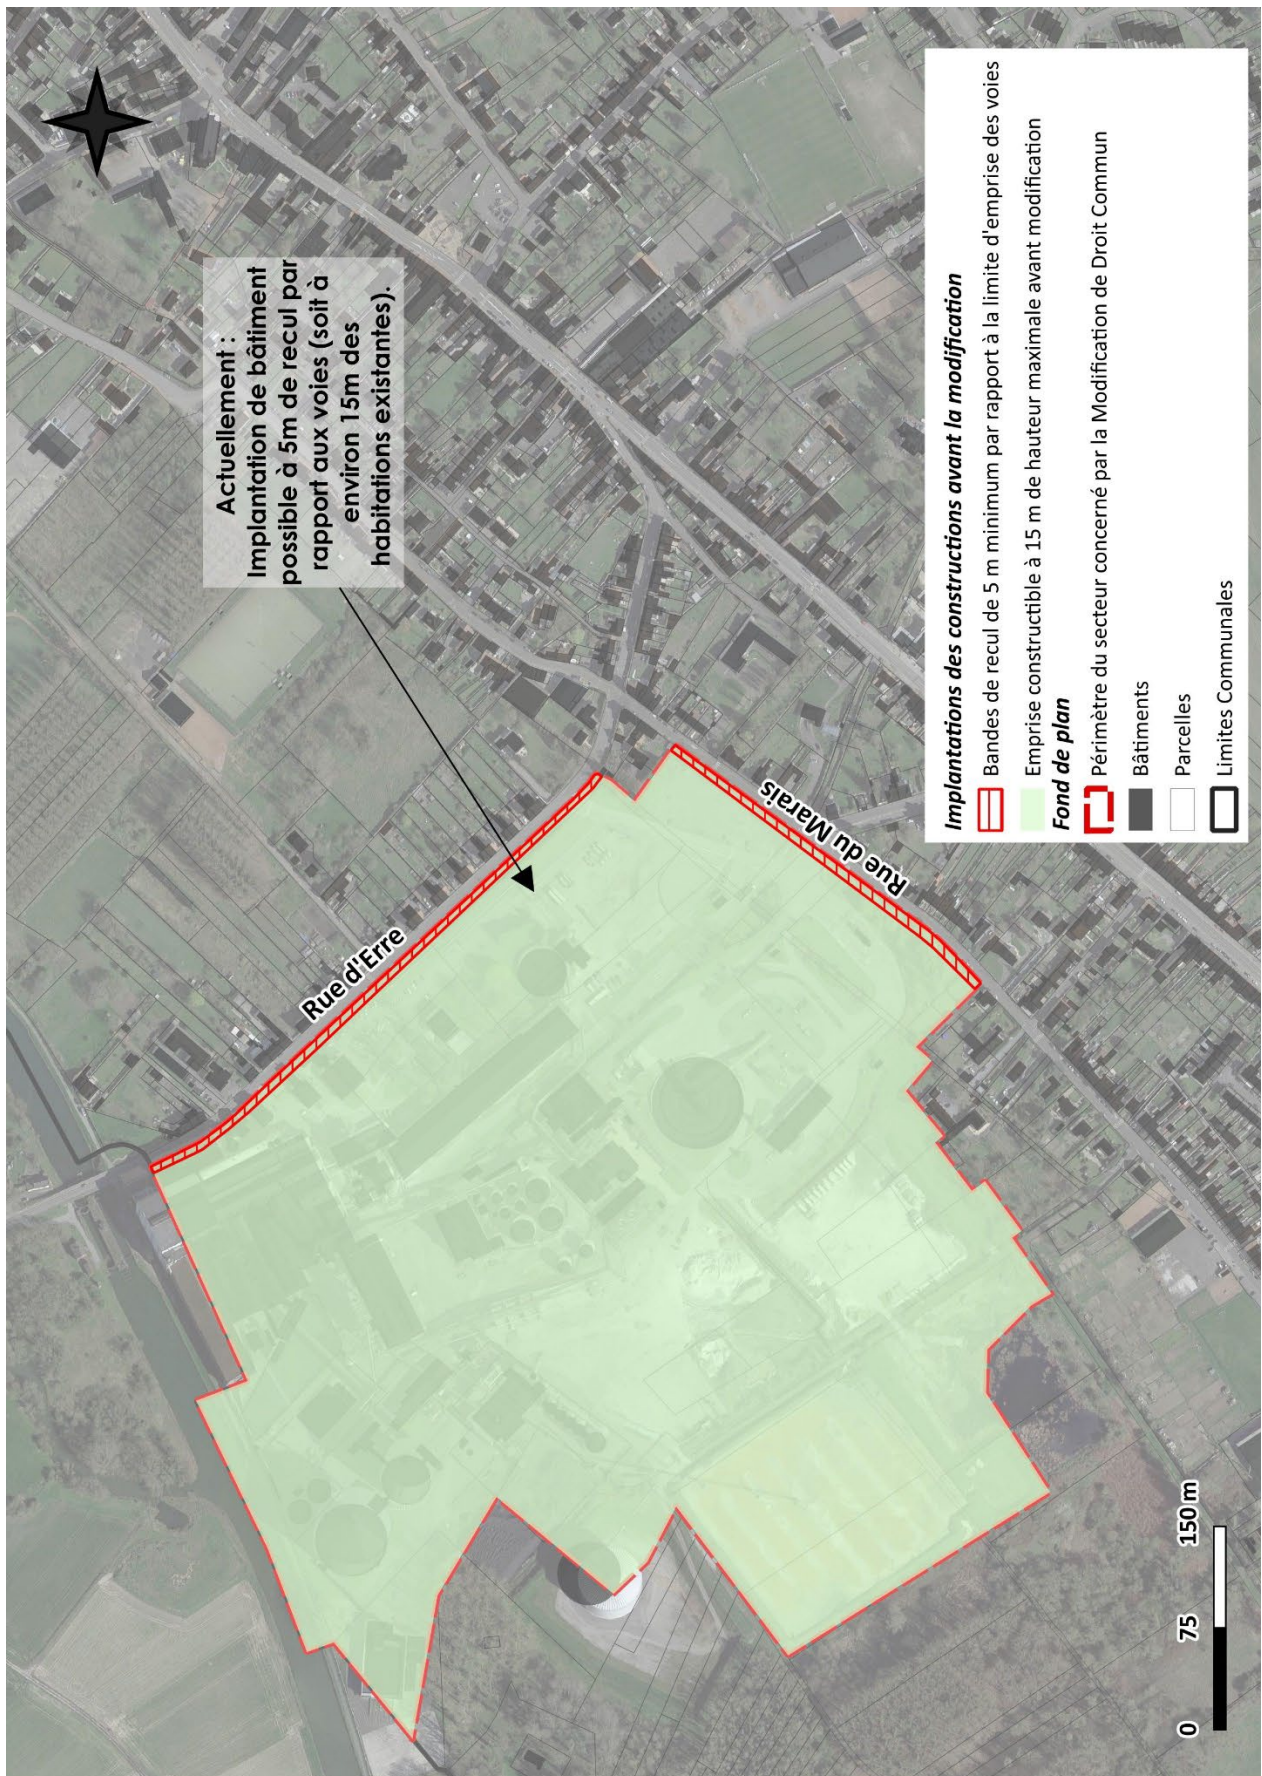 Actuellement :
Implantation de bâtiment
possible à 5m de recul par
rapport aux voies (soit à
environ 15m des
habitations existantes).
Rue d'Erre
Rue du Marais
Implantations des constructions avant la modification
Bandes de recul de 5 m minimum par rapport à la limite d'emprise des voies
Emprise constructible à 15 m de hauteur maximale avant modification
Fond de plan
Périmètre du secteur concerné par la Modification de Droit Commun
Bâtiments
Parcelles
Limites Communales
0 75 150 m